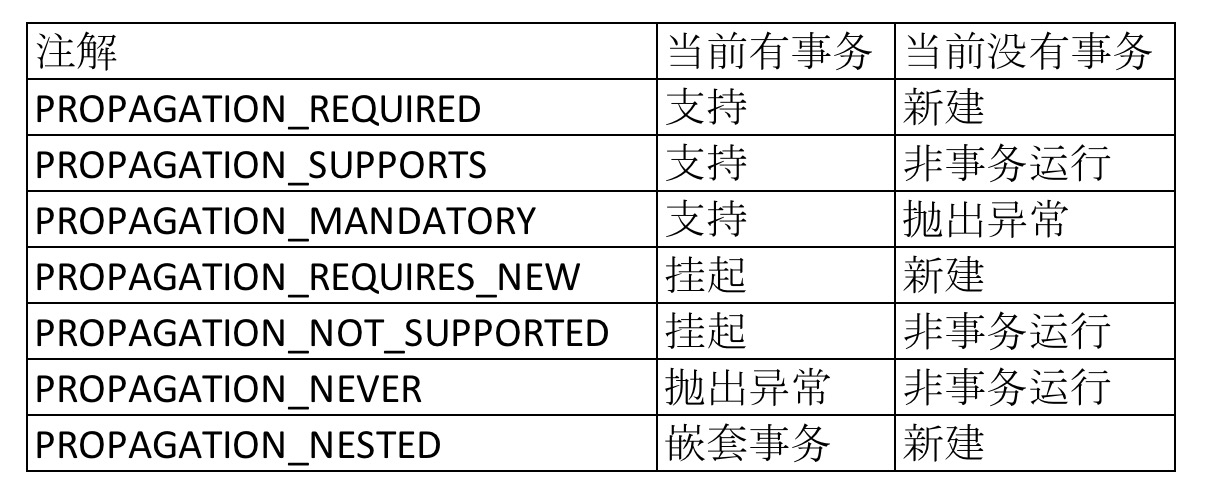 注解 当前有事务 当前没有事务
PROPAGATION_REQUIRED 支持 新建
PROPAGATION_SUPPORTS 支持 非事务运行
PROPAGATION_MANDATORY 支持 抛出异常
PROPAGATION_REQUIRES_NEW 挂起 新建
PROPAGATION_NOT_SUPPORTED 挂起 非事务运行
PROPAGATION_NEVER 抛出异常 非事务运行
PROPAGATION_NESTED 嵌套事务 新建